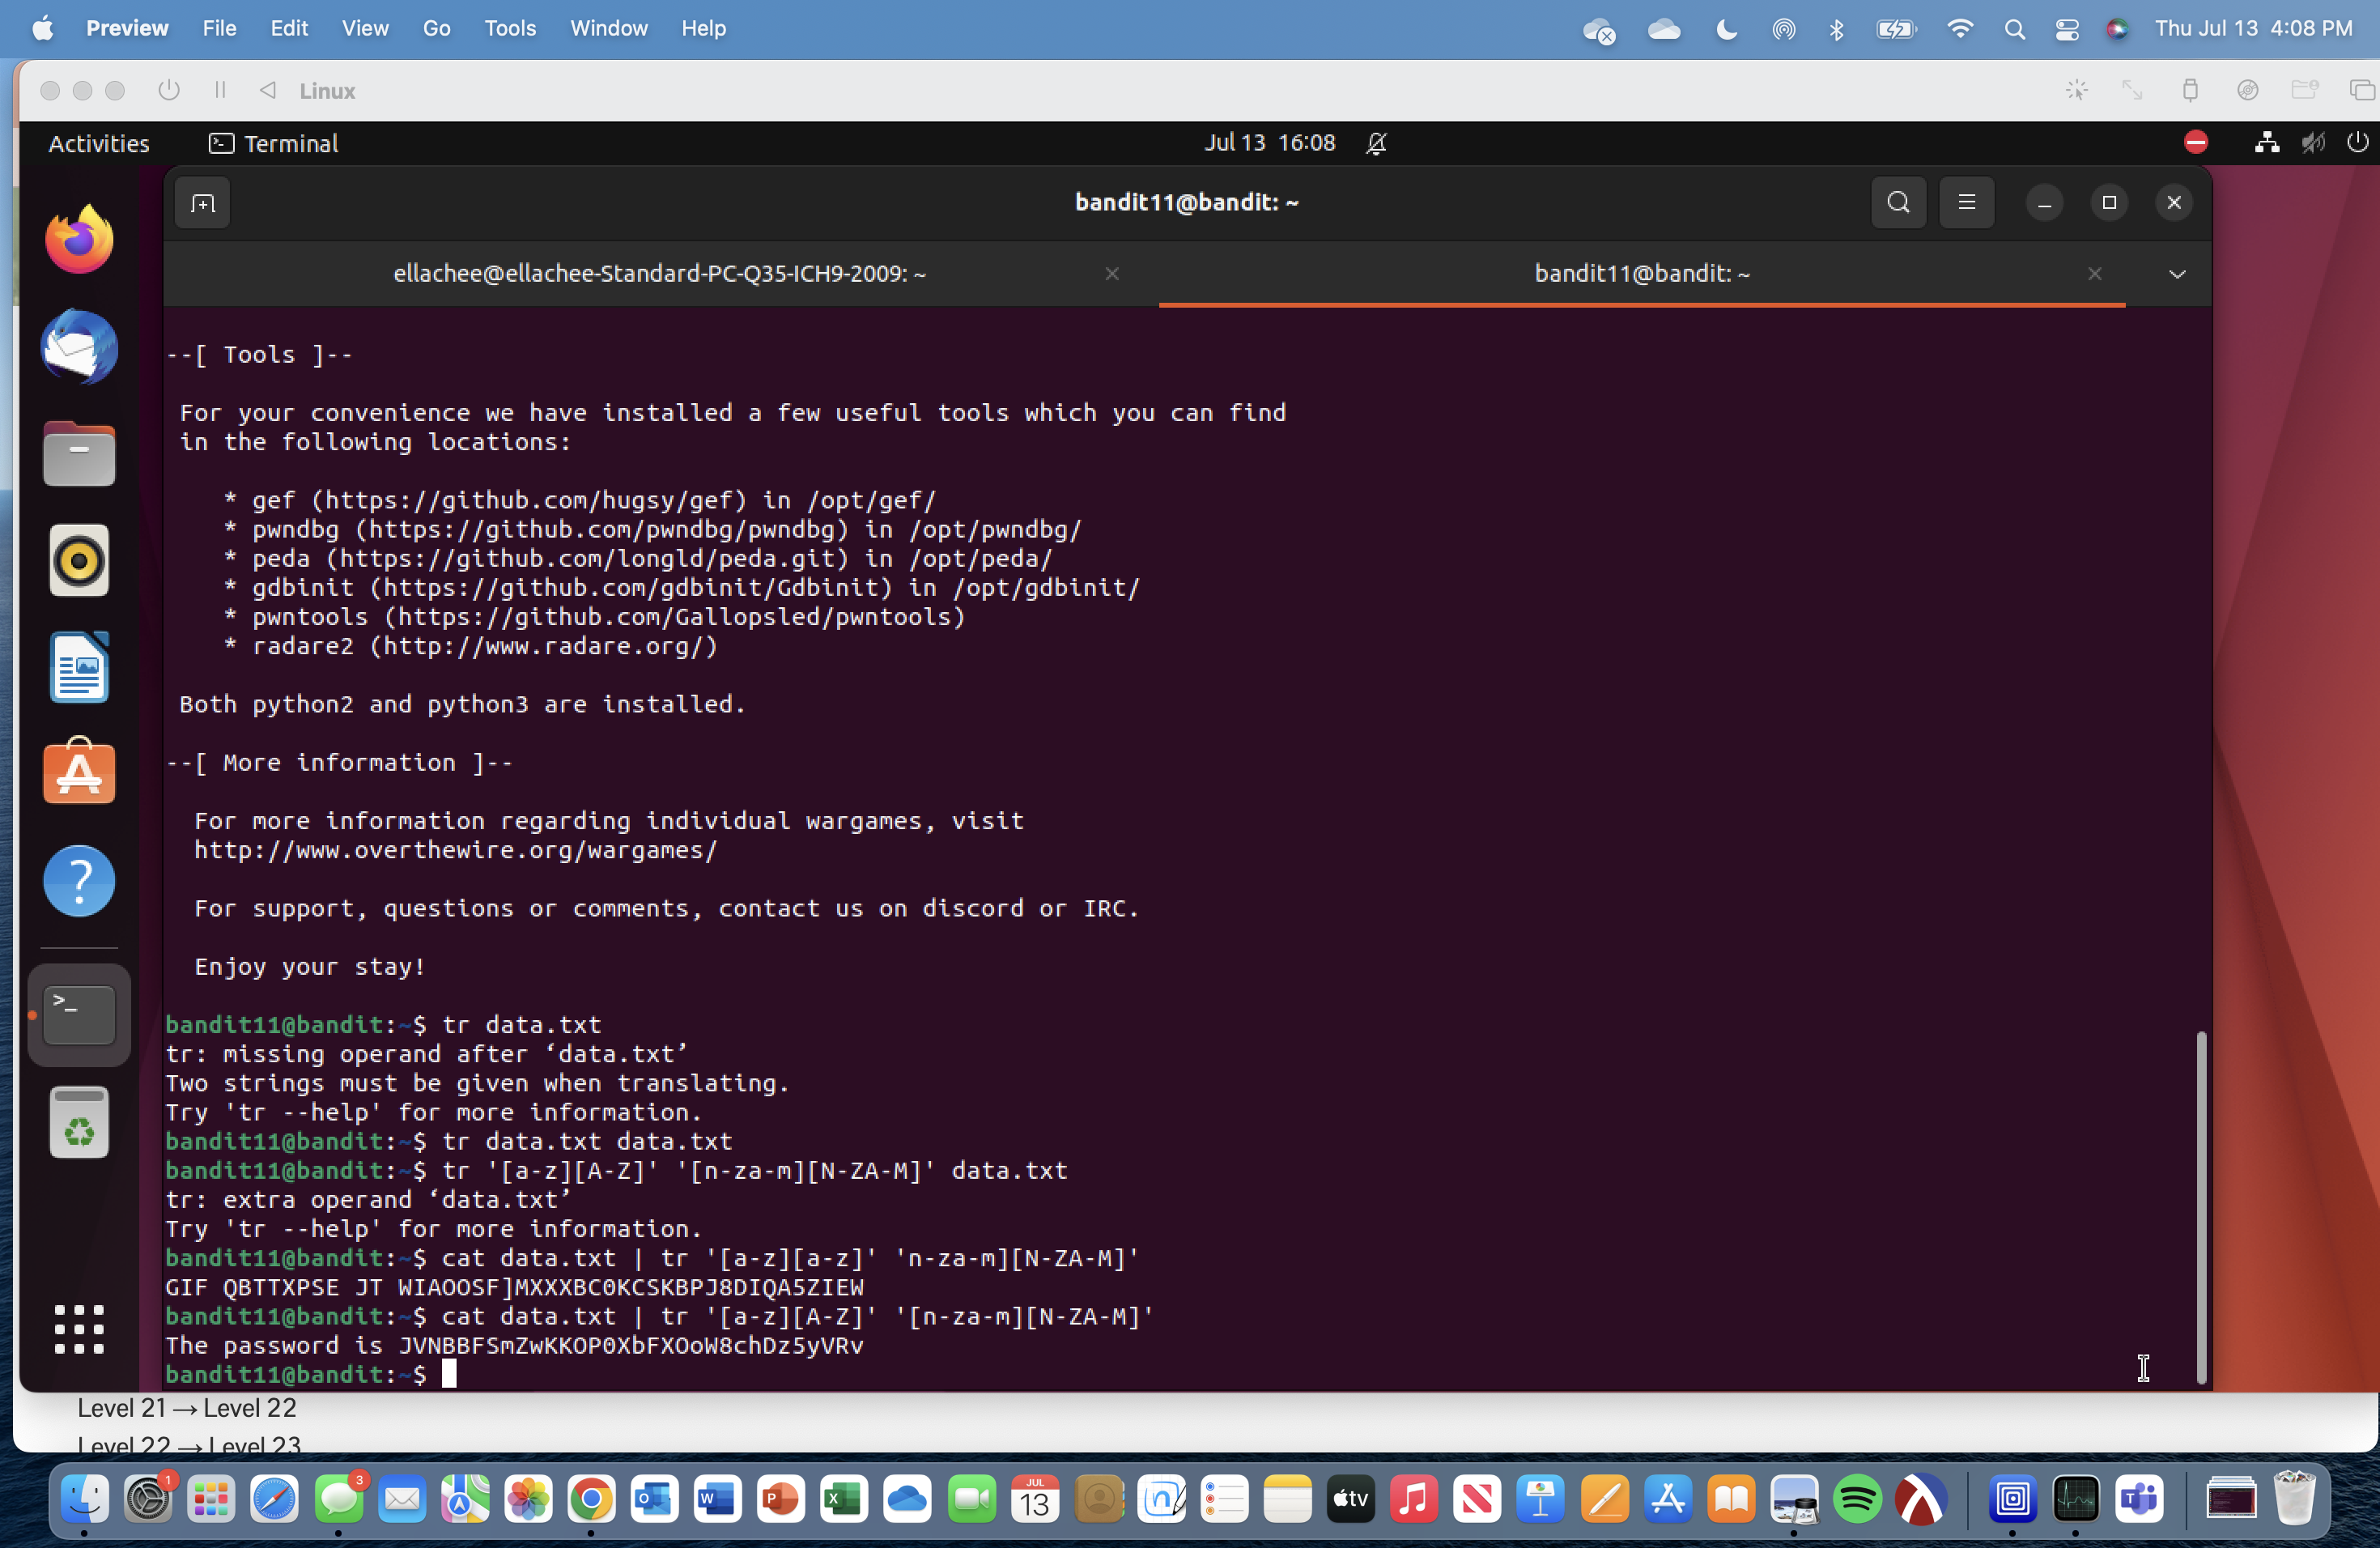 Preview File Edit View Go Tools Window Help Thu Jul 13 4:08 PM
Linux
Activities Terminal Jul 13 16:08
bandit11@bandit: ~
ellachee@ellachee-Standard-PC-Q35-ICH9-2009: ~ bandit11@bandit: ~
--[ Tools ]--
For your convenience we have installed a few useful tools which you can find
in the following locations:
* gef (https://github.com/hugsy/gef) in /opt/gef/
* pwndbg (https://github.com/pwndbg/pwndbg) in /opt/pwndbg/
* peda (https://github.com/longld/peda.git) in /opt/peda/
* gdbinit (https://github.com/gdbinit/Gdbinit) in /opt/gdbinit/
* pwntools (https://github.com/Gallopsled/pwntools)
* radare2 (http://www.radare.org/)
Both python2 and python3 are installed.
--[ More information ]--
For more information regarding individual wargames, visit
http://www.overthewire.org/wargames/
For support, questions or comments, contact us on discord or IRC.
Enjoy your stay!
bandit11@bandit:~$ tr data.txt
tr: missing operand after ‘data.txt’
Two strings must be given when translating.
Try 'tr --help' for more information.
bandit11@bandit:~$ tr data.txt data.txt
bandit11@bandit:~$ tr '[a-z][A-Z]' '[n-za-m][N-ZA-M]' data.txt
tr: extra operand ‘data.txt’
Try 'tr --help' for more information.
bandit11@bandit:~$ cat data.txt | tr '[a-z][a-z]' 'n-za-m][N-ZA-M]'
GIF QBTTXPSE JT WIAOOSF]MXXXBC0KCSKBPJ8DIQA5ZIEW
bandit11@bandit:~$ cat data.txt | tr '[a-z][A-Z]' '[n-za-m][N-ZA-M]'
The password is JVNBBFSmZwKKOP0XbFXOoW8chDz5yVRv
bandit11@bandit:~$
Level 21 → Level 22
Level 22 → Level 23
1 3 JUL 13 tv